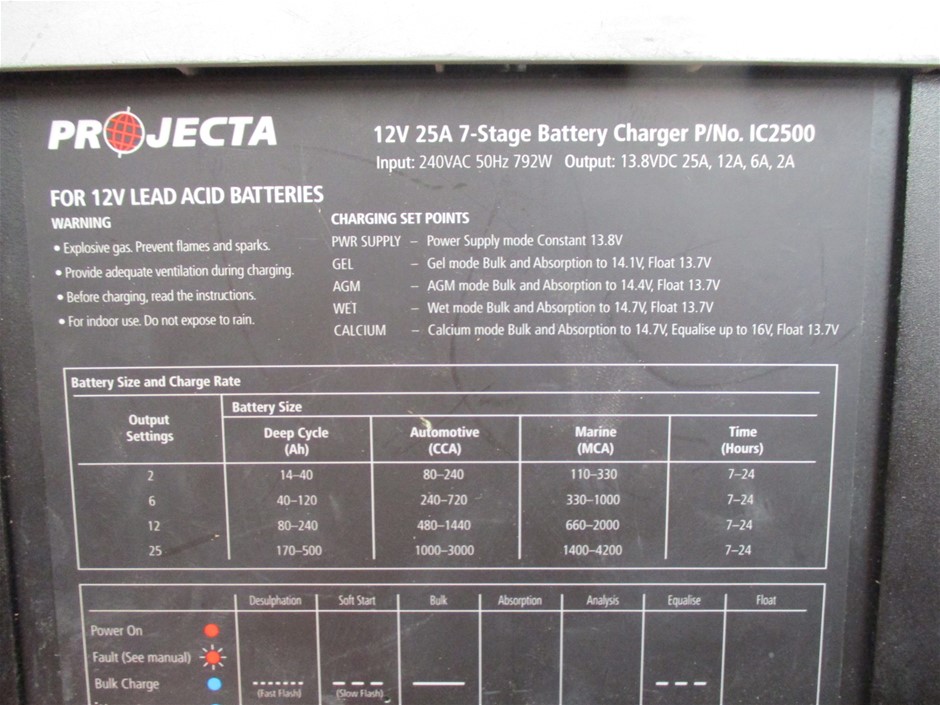 PROJECTA
12V 25A 7-Stage Battery Charger P/No. IC2500
Input: 240VAC 50Hz 792W Output: 13.8VDC 25A, 12A, 6A, 2A
FOR 12V LEAD ACID BATTERIES
WARNING
• Explosive gas. Prevent flames and sparks.
• Provide adequate ventilation during charging.
• Before charging, read the instructions.
• For indoor use. Do not expose to rain.
CHARGING SET POINTS
PWR SUPPLY – Power Supply mode Constant 13.8V
GEL – Gel mode Bulk and Absorption to 14.1V, Float 13.7V
AGM – AGM mode Bulk and Absorption to 14.4V, Float 13.7V
WET – Wet mode Bulk and Absorption to 14.7V, Float 13.7V
CALCIUM – Calcium mode Bulk and Absorption to 14.7V, Equalise up to 16V, Float 13.7V
Battery Size and Charge Rate
Output Settings
Battery Size
Deep Cycle (Ah) Automotive (CCA) Marine (MCA) Time (Hours)
2 14–40 80–240 110–330 7–24
6 40–120 240–720 330–1000 7–24
12 80–240 480–1440 660–2000 7–24
25 170–500 1000–3000 1400–4200 7–24
Desulphation Soft Start Bulk Absorption Analysis Equalise Float
Power On
Fault (See manual)
Bulk Charge
(Fast Flash) (Slow Flash)